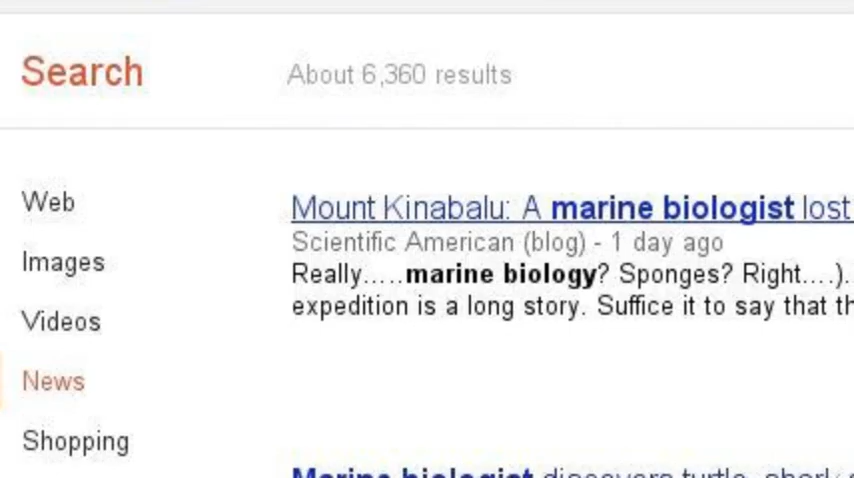 Search
About 6,360 results
Web
Images
Videos
News
Shopping
Mount Kinabalu: A marine biologist lost
Scientific American (blog) - 1 day ago
Really.....marine biology? Sponges? Right....).
expedition is a long story. Suffice it to say that th
Marine biologist discovers turtle, shark